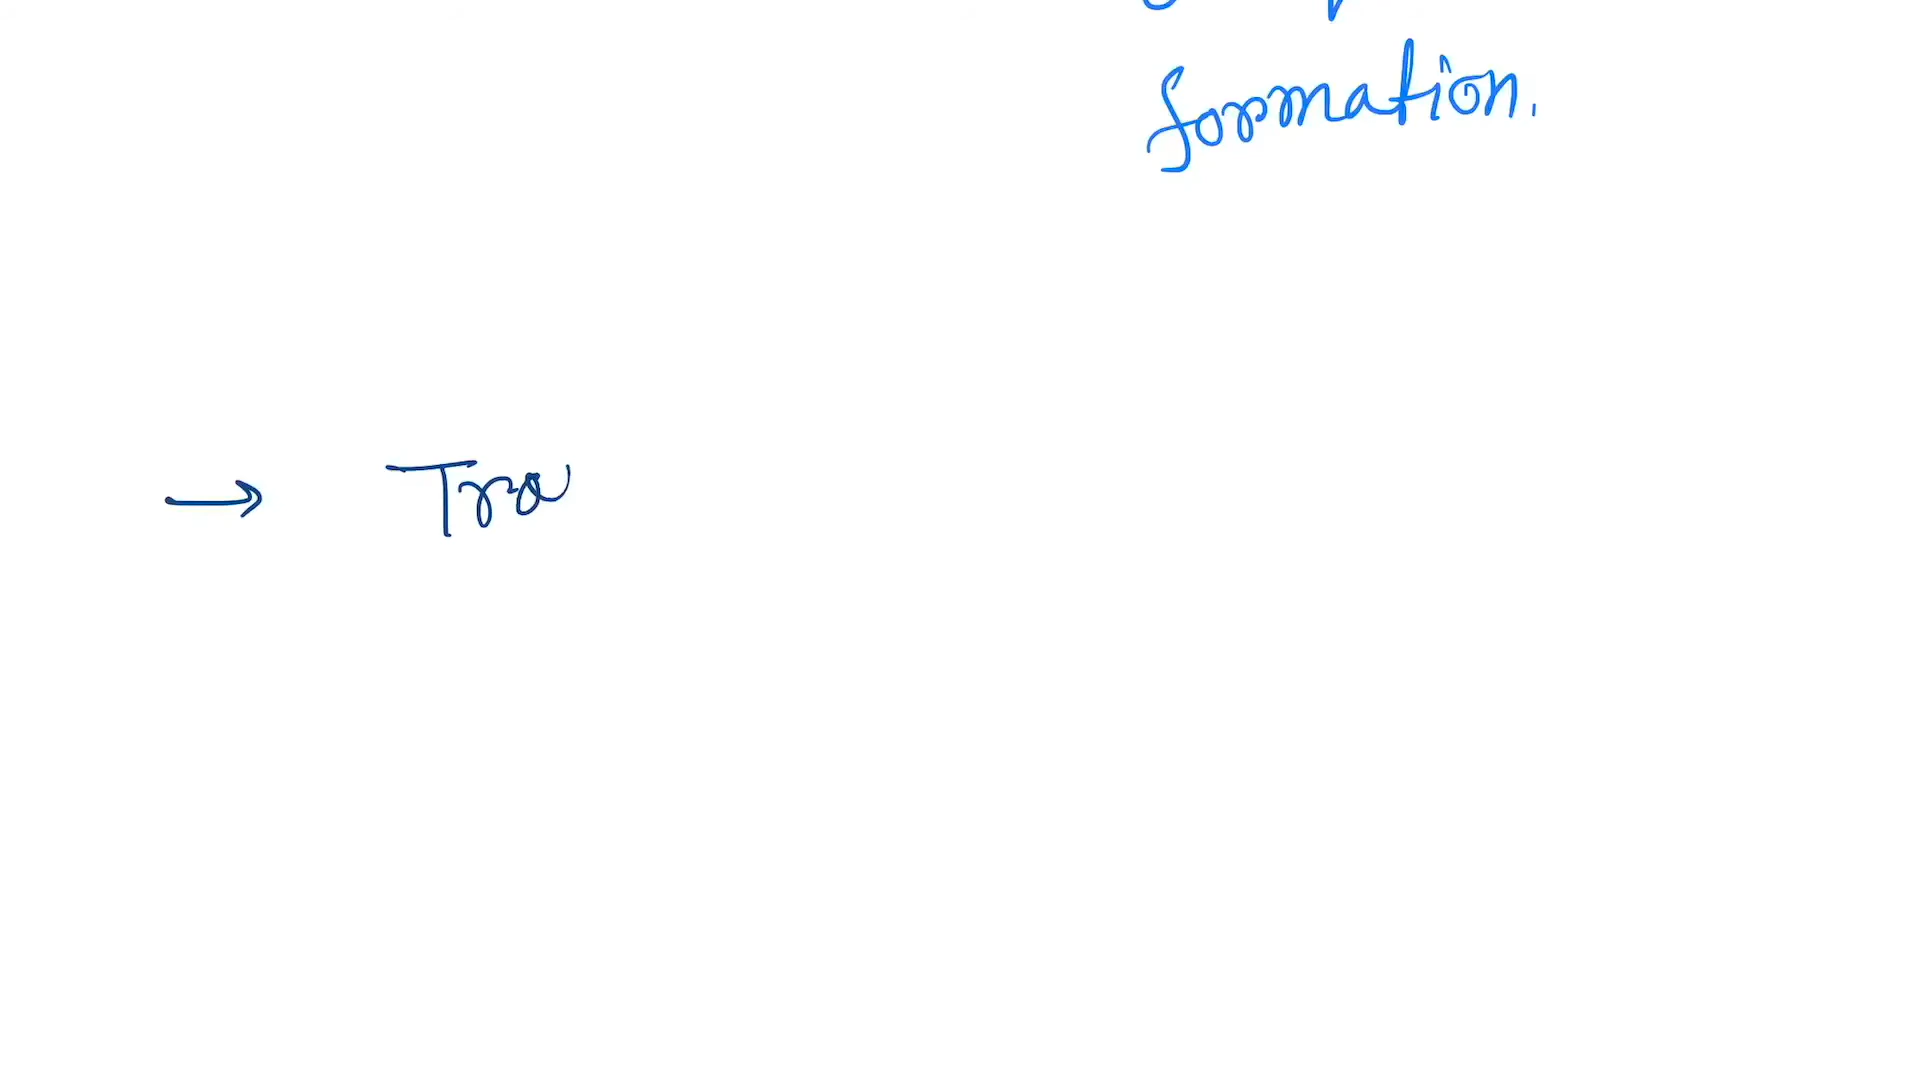 formation.
→ Tra